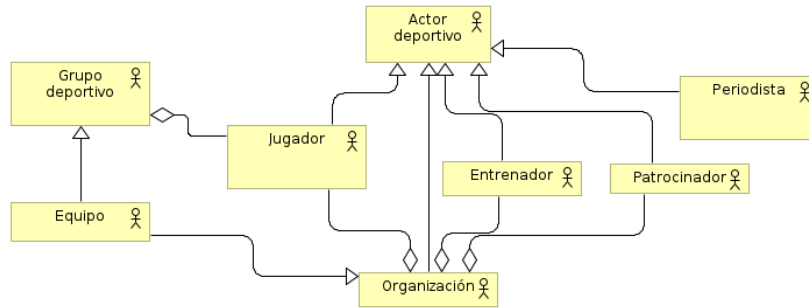 Actor
deportivo
Grupo
deportivo
Periodista
Jugador
Entrenador
Patrocinador
Equipo
Organización